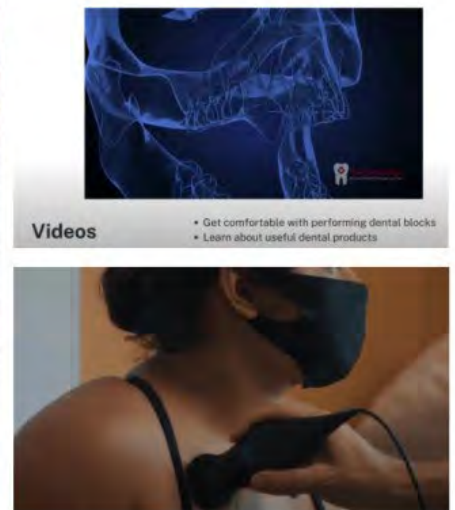 Videos
• Get comfortable with performing dental blocks
• Learn about useful dental products